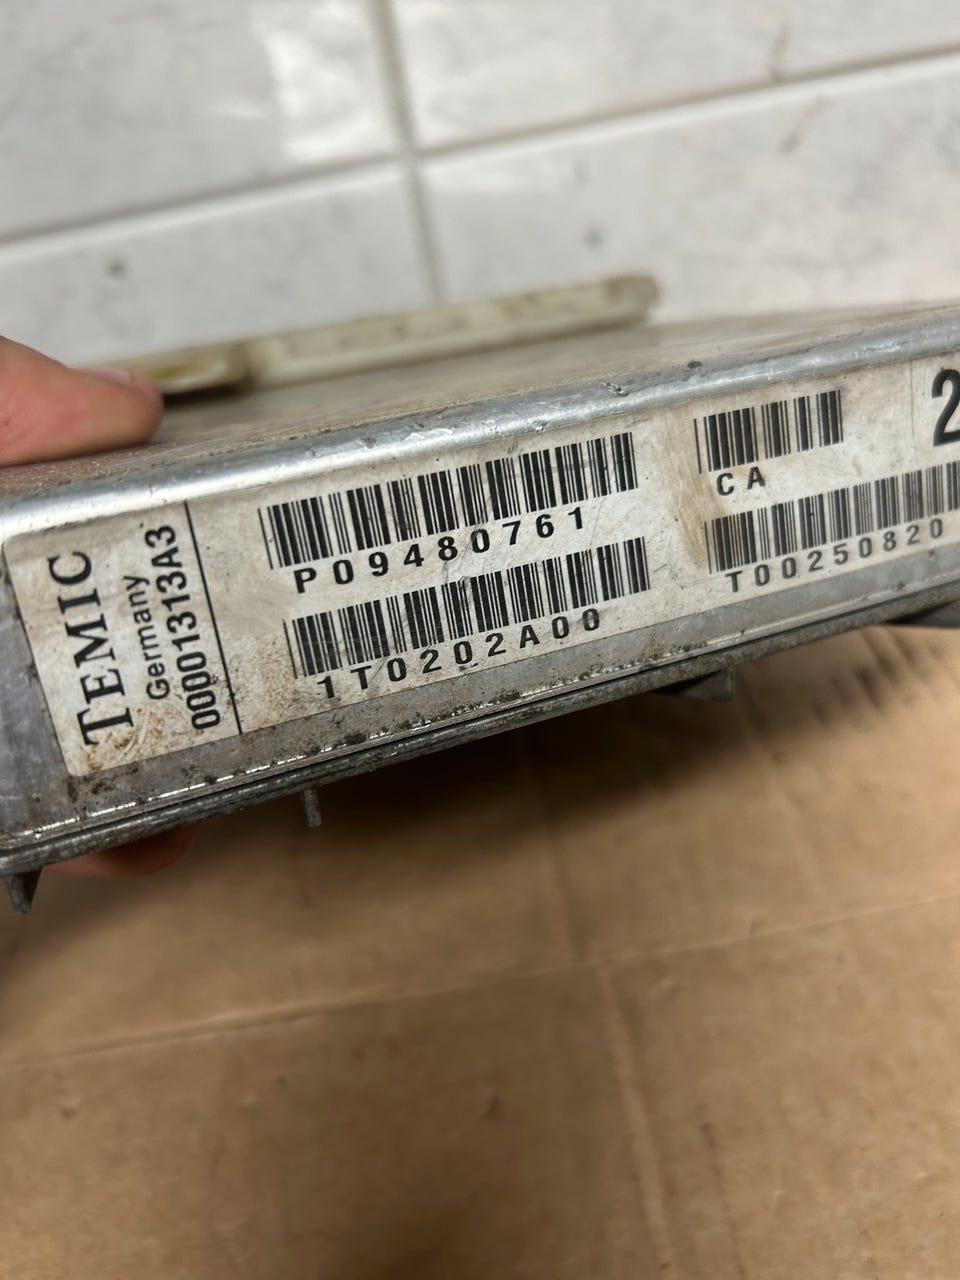 TEMIC
Germany
00001313A3
P09480761
1T0202A00
CA
T00250820
2